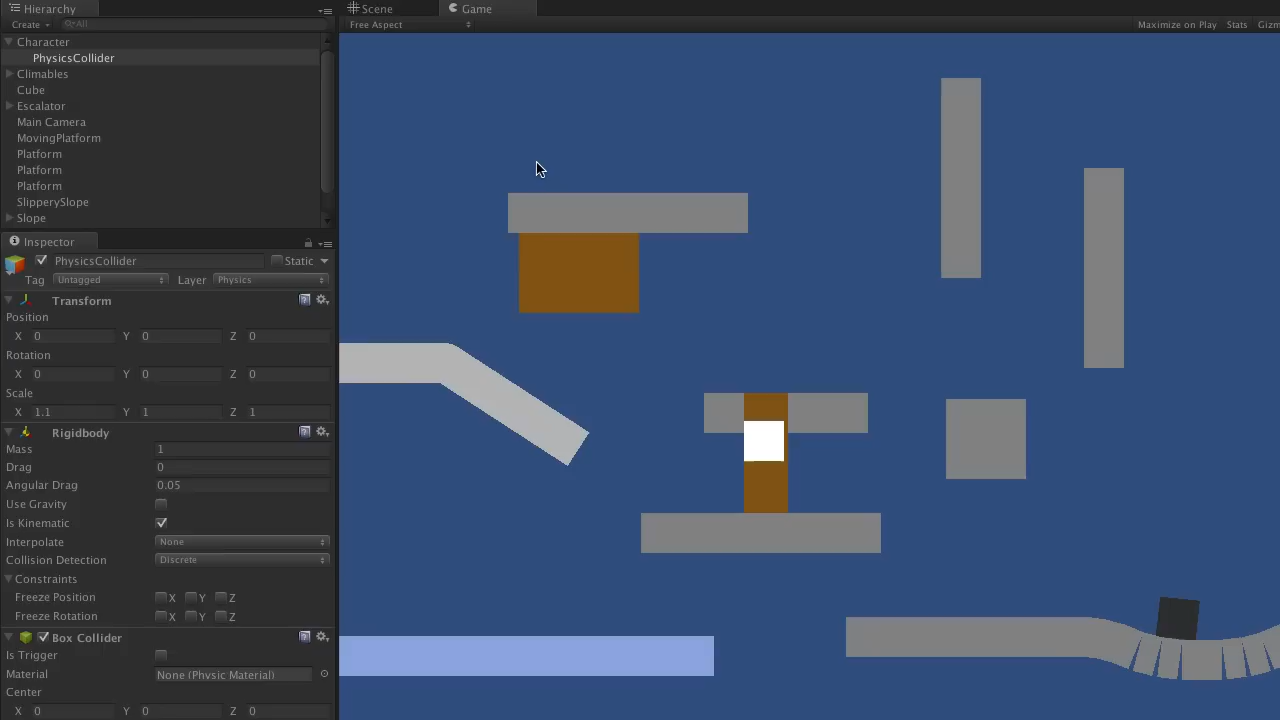 Hierarchy
Create
All
Character
PhysicsCollider
Climables
Cube
Escalator
Main Camera
MovingPlatform
Platform
Platform
Platform
SlipperySlope
Slope
Inspector
PhysicsCollider Static
Tag Untagged Layer Physics
Transform
Position
X 0 Y 0 Z 0
Rotation
X 0 Y 0 Z 0
Scale
X 1.1 Y 1 Z 1
Rigidbody
Mass 1
Drag 0
Angular Drag 0.05
Use Gravity
Is Kinematic
Interpolate None
Collision Detection Discrete
Constraints
Freeze Position X Y Z
Freeze Rotation X Y Z
Box Collider
Is Trigger
Material None (Physic Material)
Center
X 0 Y 0 Z 0
Scene Game
Free Aspect Maximize on Play Stats Gizm